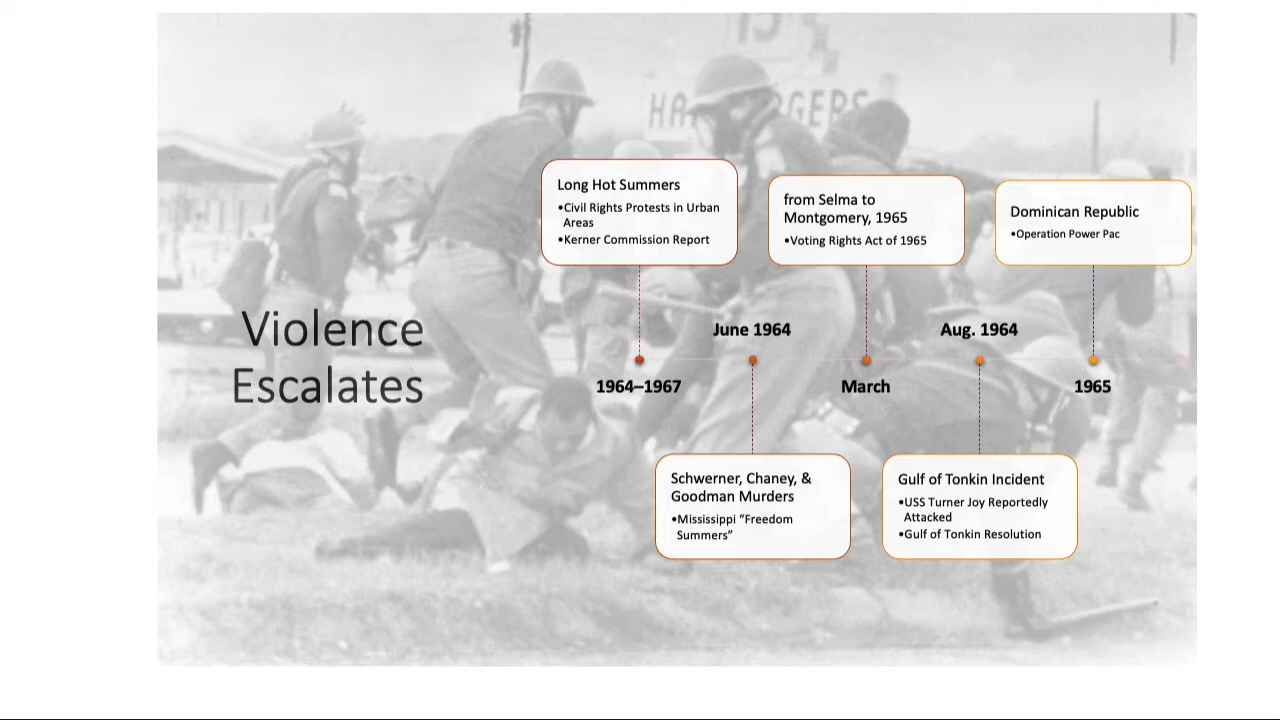 Violence
Escalates
Long Hot Summers
•Civil Rights Protests in Urban
Areas
•Kerner Commission Report
1964–1967
June 1964
Schwerner, Chaney, &
Goodman Murders
•Mississippi “Freedom
Summers”
from Selma to
Montgomery, 1965
•Voting Rights Act of 1965
March
Aug. 1964
Gulf of Tonkin Incident
•USS Turner Joy Reportedly
Attacked
•Gulf of Tonkin Resolution
Dominican Republic
•Operation Power Pac
1965